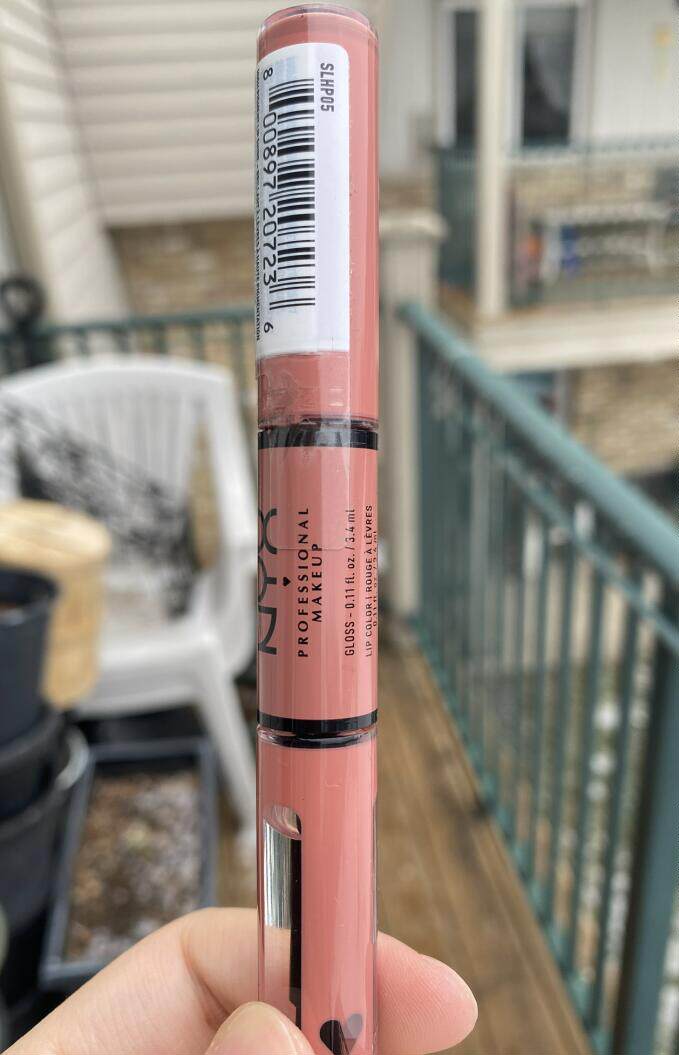 SLHP05
8 00897 20723 6
NYX
PROFESSIONAL
MAKEUP
GLOSS - 0.11 fl. oz. / 3.4 ml
LIP COLOR | ROUGE À LÈVRES